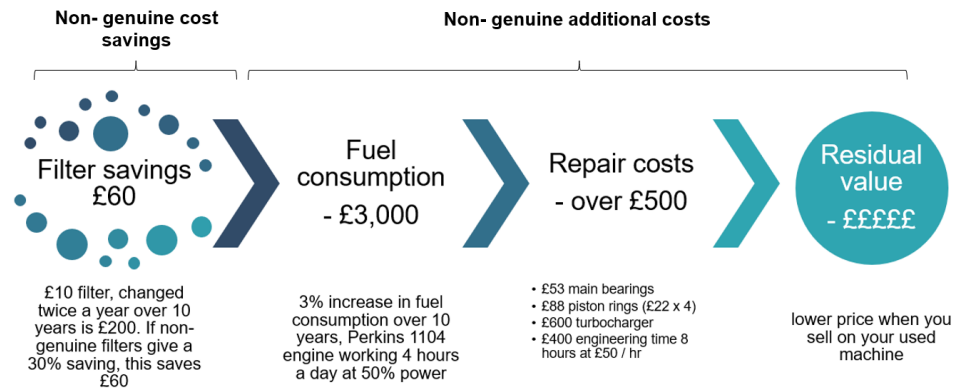 Non- genuine cost
savings
Non- genuine additional costs
Filter savings
£60
Fuel
consumption
- £3,000
Repair costs
- over £500
Residual
value
- £££££
£10 filter, changed
twice a year over 10
years is £200. If non-
genuine filters give a
30% saving, this saves
£60
3% increase in fuel
consumption over 10
years, Perkins 1104
engine working 4 hours
a day at 50% power
• £53 main bearings
• £88 piston rings (£22 x 4)
• £600 turbocharger
• £400 engineering time 8
hours at £50 / hr
lower price when you
sell on your used
machine